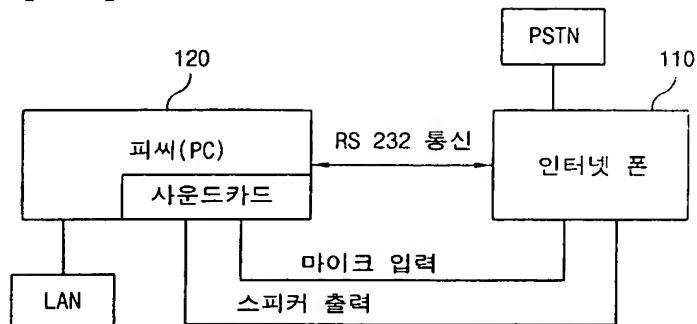 PSTN
120
110
피씨(PC)
RS 232 통신
인터넷 폰
사운드카드
마이크 입력
LAN
스피커 출력